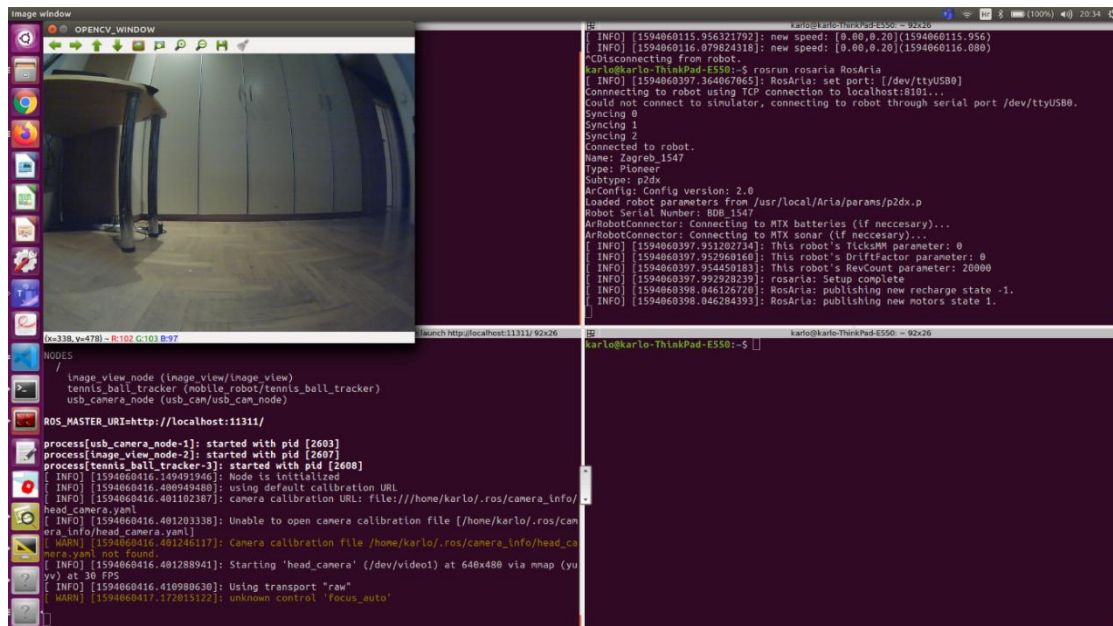 Image window
Hr
(100%)
20:34
OPENCV_WINDOW
(x=338, y=478) ~ R:102 G:103 B:97
launch http://localhost:11311/ 92x26
NODES
/
image_view_node (image_view/image_view)
tennis_ball_tracker (mobile_robot/tennis_ball_tracker)
usb_camera_node (usb_cam/usb_cam_node)
ROS_MASTER_URI=http://localhost:11311/
process[usb_camera_node-1]: started with pid [2603]
process[image_view_node-2]: started with pid [2607]
process[tennis_ball_tracker-3]: started with pid [2608]
[ INFO] [1594060416.149491946]: Node is initialized
[ INFO] [1594060416.400949480]: using default calibration URL
[ INFO] [1594060416.401102387]: camera calibration URL: file:///home/karlo/.ros/camera_info/
head_camera.yaml
[ INFO] [1594060416.401203338]: Unable to open camera calibration file [/home/karlo/.ros/cam
era_info/head_camera.yaml]
[ WARN] [1594060416.401246117]: Camera calibration file /home/karlo/.ros/camera_info/head_ca
mera.yaml not found.
[ INFO] [1594060416.401288941]: Starting 'head_camera' (/dev/video1) at 640x480 via mmap (yu
yv) at 30 FPS
[ INFO] [1594060416.410980630]: Using transport "raw"
[ WARN] [1594060417.172015122]: unknown control 'focus_auto'
karlo@karlo-ThinkPad-E550: ~ 92x26
[ INFO] [1594060115.956321792]: new speed: [0.00,0.20](1594060115.956)
[ INFO] [1594060116.079824318]: new speed: [0.00,0.20](1594060116.080)
^CDisconnecting from robot.
karlo@karlo-ThinkPad-E550:~$ rosrun rosaria RosAria
[ INFO] [1594060397.364067065]: RosAria: set port: [/dev/ttyUSB0]
Connnecting to robot using TCP connection to localhost:8101...
Could not connect to simulator, connecting to robot through serial port /dev/ttyUSB0.
Syncing 0
Syncing 1
Syncing 2
Connected to robot.
Name: Zagreb_1547
Type: Pioneer
Subtype: p2dx
ArConfig: Config version: 2.0
Loaded robot parameters from /usr/local/Aria/params/p2dx.p
Robot Serial Number: BDB_1547
ArRobotConnector: Connecting to MTX batteries (if neccesary)...
ArRobotConnector: Connecting to MTX sonar (if neccesary)...
[ INFO] [1594060397.951202734]: This robot's TicksMM parameter: 0
[ INFO] [1594060397.952960160]: This robot's DriftFactor parameter: 0
[ INFO] [1594060397.954450183]: This robot's RevCount parameter: 20000
[ INFO] [1594060397.992928239]: rosaria: Setup complete
[ INFO] [1594060398.046126720]: RosAria: publishing new recharge state -1.
[ INFO] [1594060398.046284393]: RosAria: publishing new motors state 1.
karlo@karlo-ThinkPad-E550: ~ 92x26
karlo@karlo-ThinkPad-E550:~$